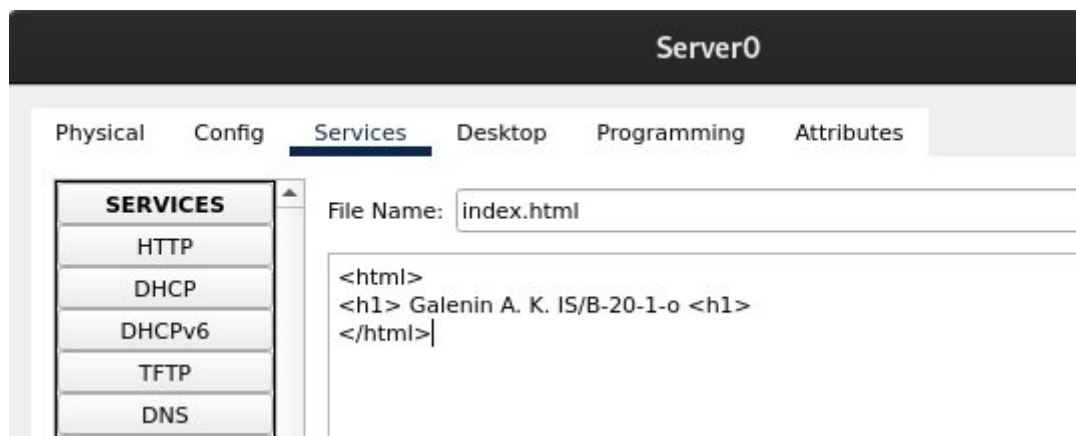 Server0
Physical Config Services Desktop Programming Attributes
SERVICES
HTTP
DHCP
DHCPv6
TFTP
DNS
File Name: index.html
<html>
<h1> Galenin A. K. IS/B-20-1-o <h1>
</html>